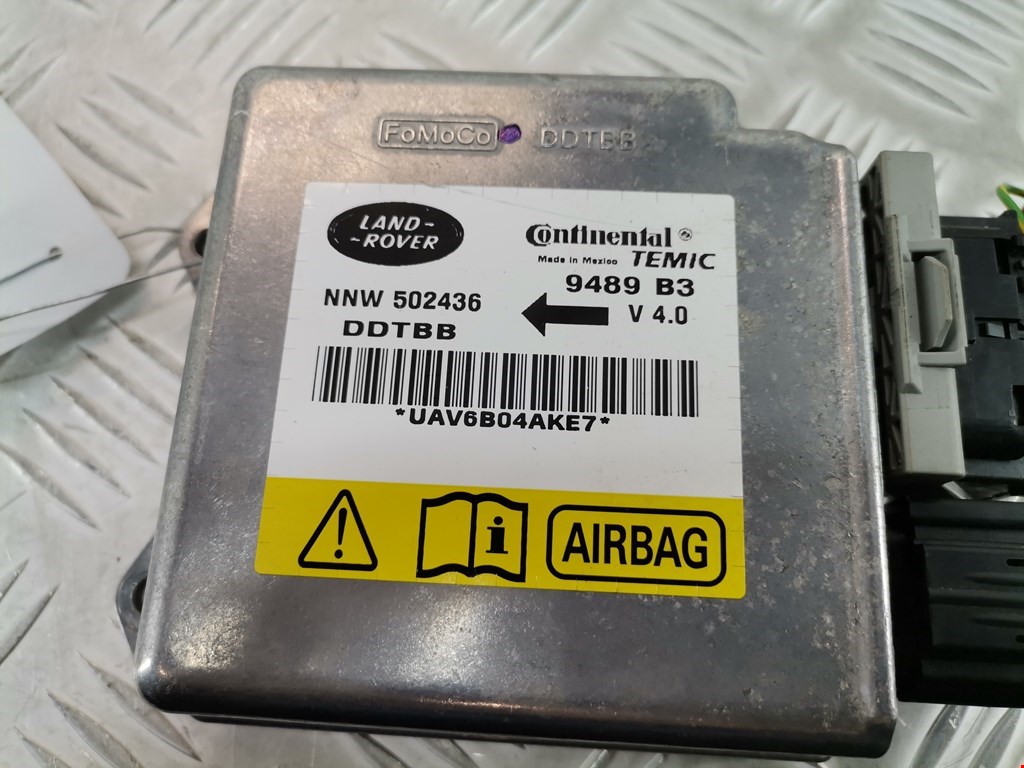 FoMoCo DDTBB
LAND-
-ROVER
Continental ®
Made in Mexico TEMIC
9489 B3
NNW 502436
V 4.0
DDTBB
*UAV6B04AKE7*
AIRBAG